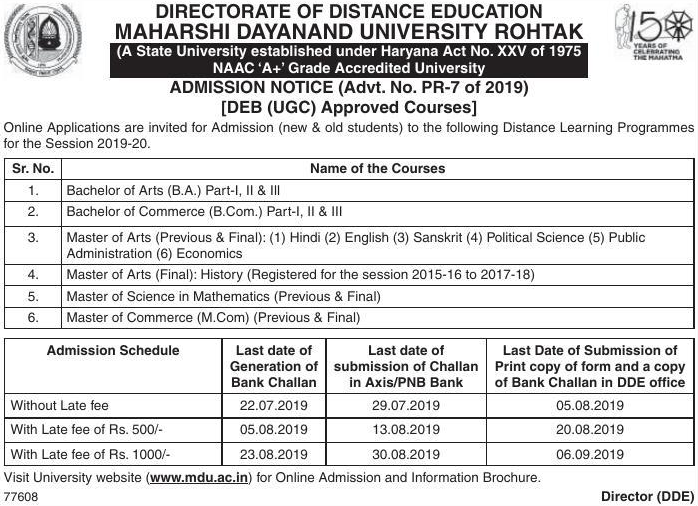 DIRECTORATE OF DISTANCE EDUCATION
MAHARSHI DAYANAND UNIVERSITY ROHTAK
(A State University established under Haryana Act No. XXV of 1975
NAAC ‘A+’ Grade Accredited University
150
YEARS OF
CELEBRATING
THE MAHATMA
ADMISSION NOTICE (Advt. No. PR-7 of 2019)
[DEB (UGC) Approved Courses]
Online Applications are invited for Admission (new & old students) to the following Distance Learning Programmes
for the Session 2019-20.
Sr. No. Name of the Courses
1. Bachelor of Arts (B.A.) Part-I, II & III
2. Bachelor of Commerce (B.Com.) Part-I, II & III
3. Master of Arts (Previous & Final): (1) Hindi (2) English (3) Sanskrit (4) Political Science (5) Public
Administration (6) Economics
4. Master of Arts (Final): History (Registered for the session 2015-16 to 2017-18)
5. Master of Science in Mathematics (Previous & Final)
6. Master of Commerce (M.Com) (Previous & Final)
Admission Schedule Last date of Last date of Last Date of Submission of
Generation of submission of Challan Print copy of form and a copy
Bank Challan in Axis/PNB Bank of Bank Challan in DDE office
Without Late fee 22.07.2019 29.07.2019 05.08.2019
With Late fee of Rs. 500/- 05.08.2019 13.08.2019 20.08.2019
With Late fee of Rs. 1000/- 23.08.2019 30.08.2019 06.09.2019
Visit University website (www.mdu.ac.in) for Online Admission and Information Brochure.
77608 Director (DDE)